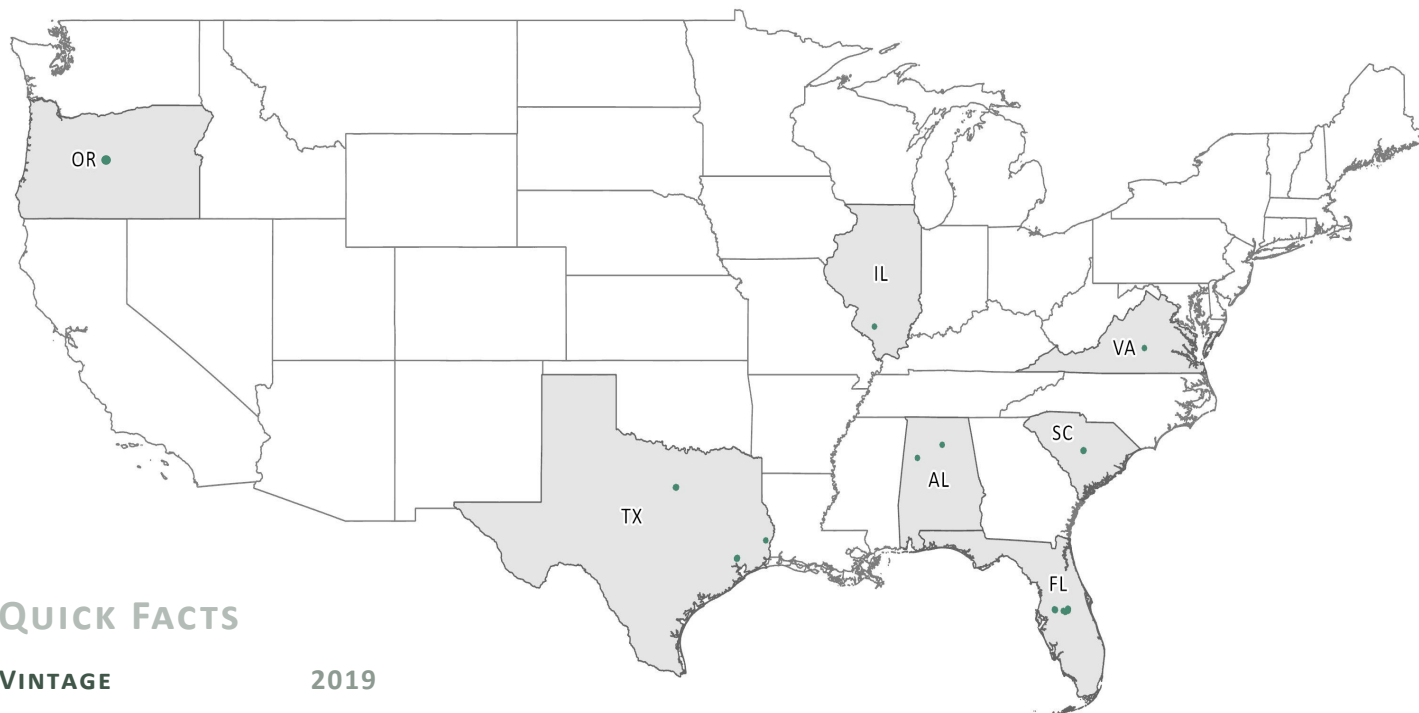 OR
IL
VA
SC
AL
TX
FL
QUICK FACTS
VINTAGE 2019